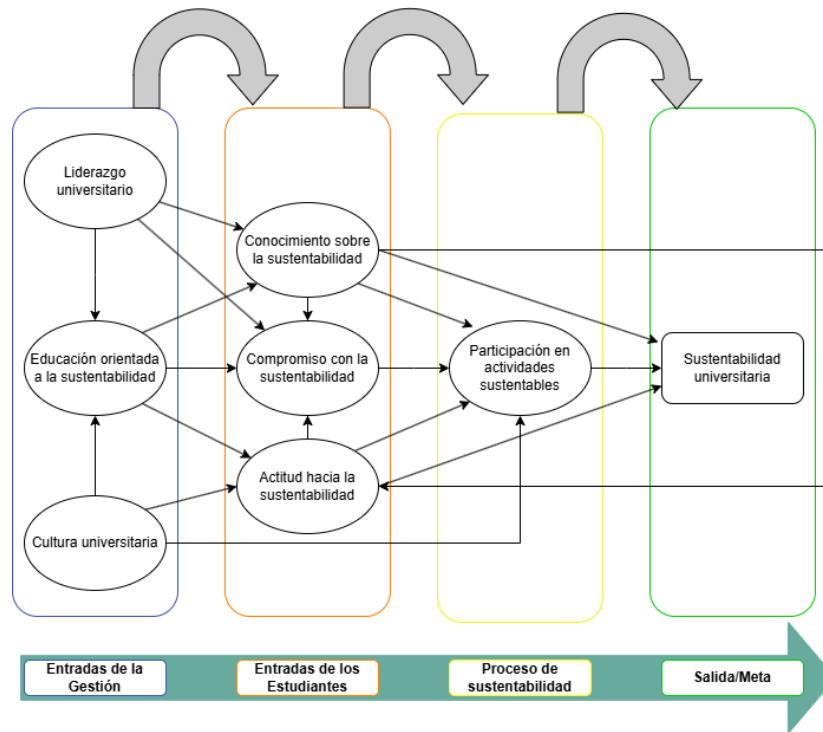 Liderazgo
universitario
Educación orientada
a la sustentabilidad
Cultura universitaria
Conocimiento sobre
la sustentabilidad
Compromiso con la
sustentabilidad
Actitud hacia la
sustentabilidad
Participación en
actividades
sustentables
Sustentabilidad
universitaria
Entradas de la
Gestión
Entradas de los
Estudiantes
Proceso de
sustentabilidad
Salida/Meta